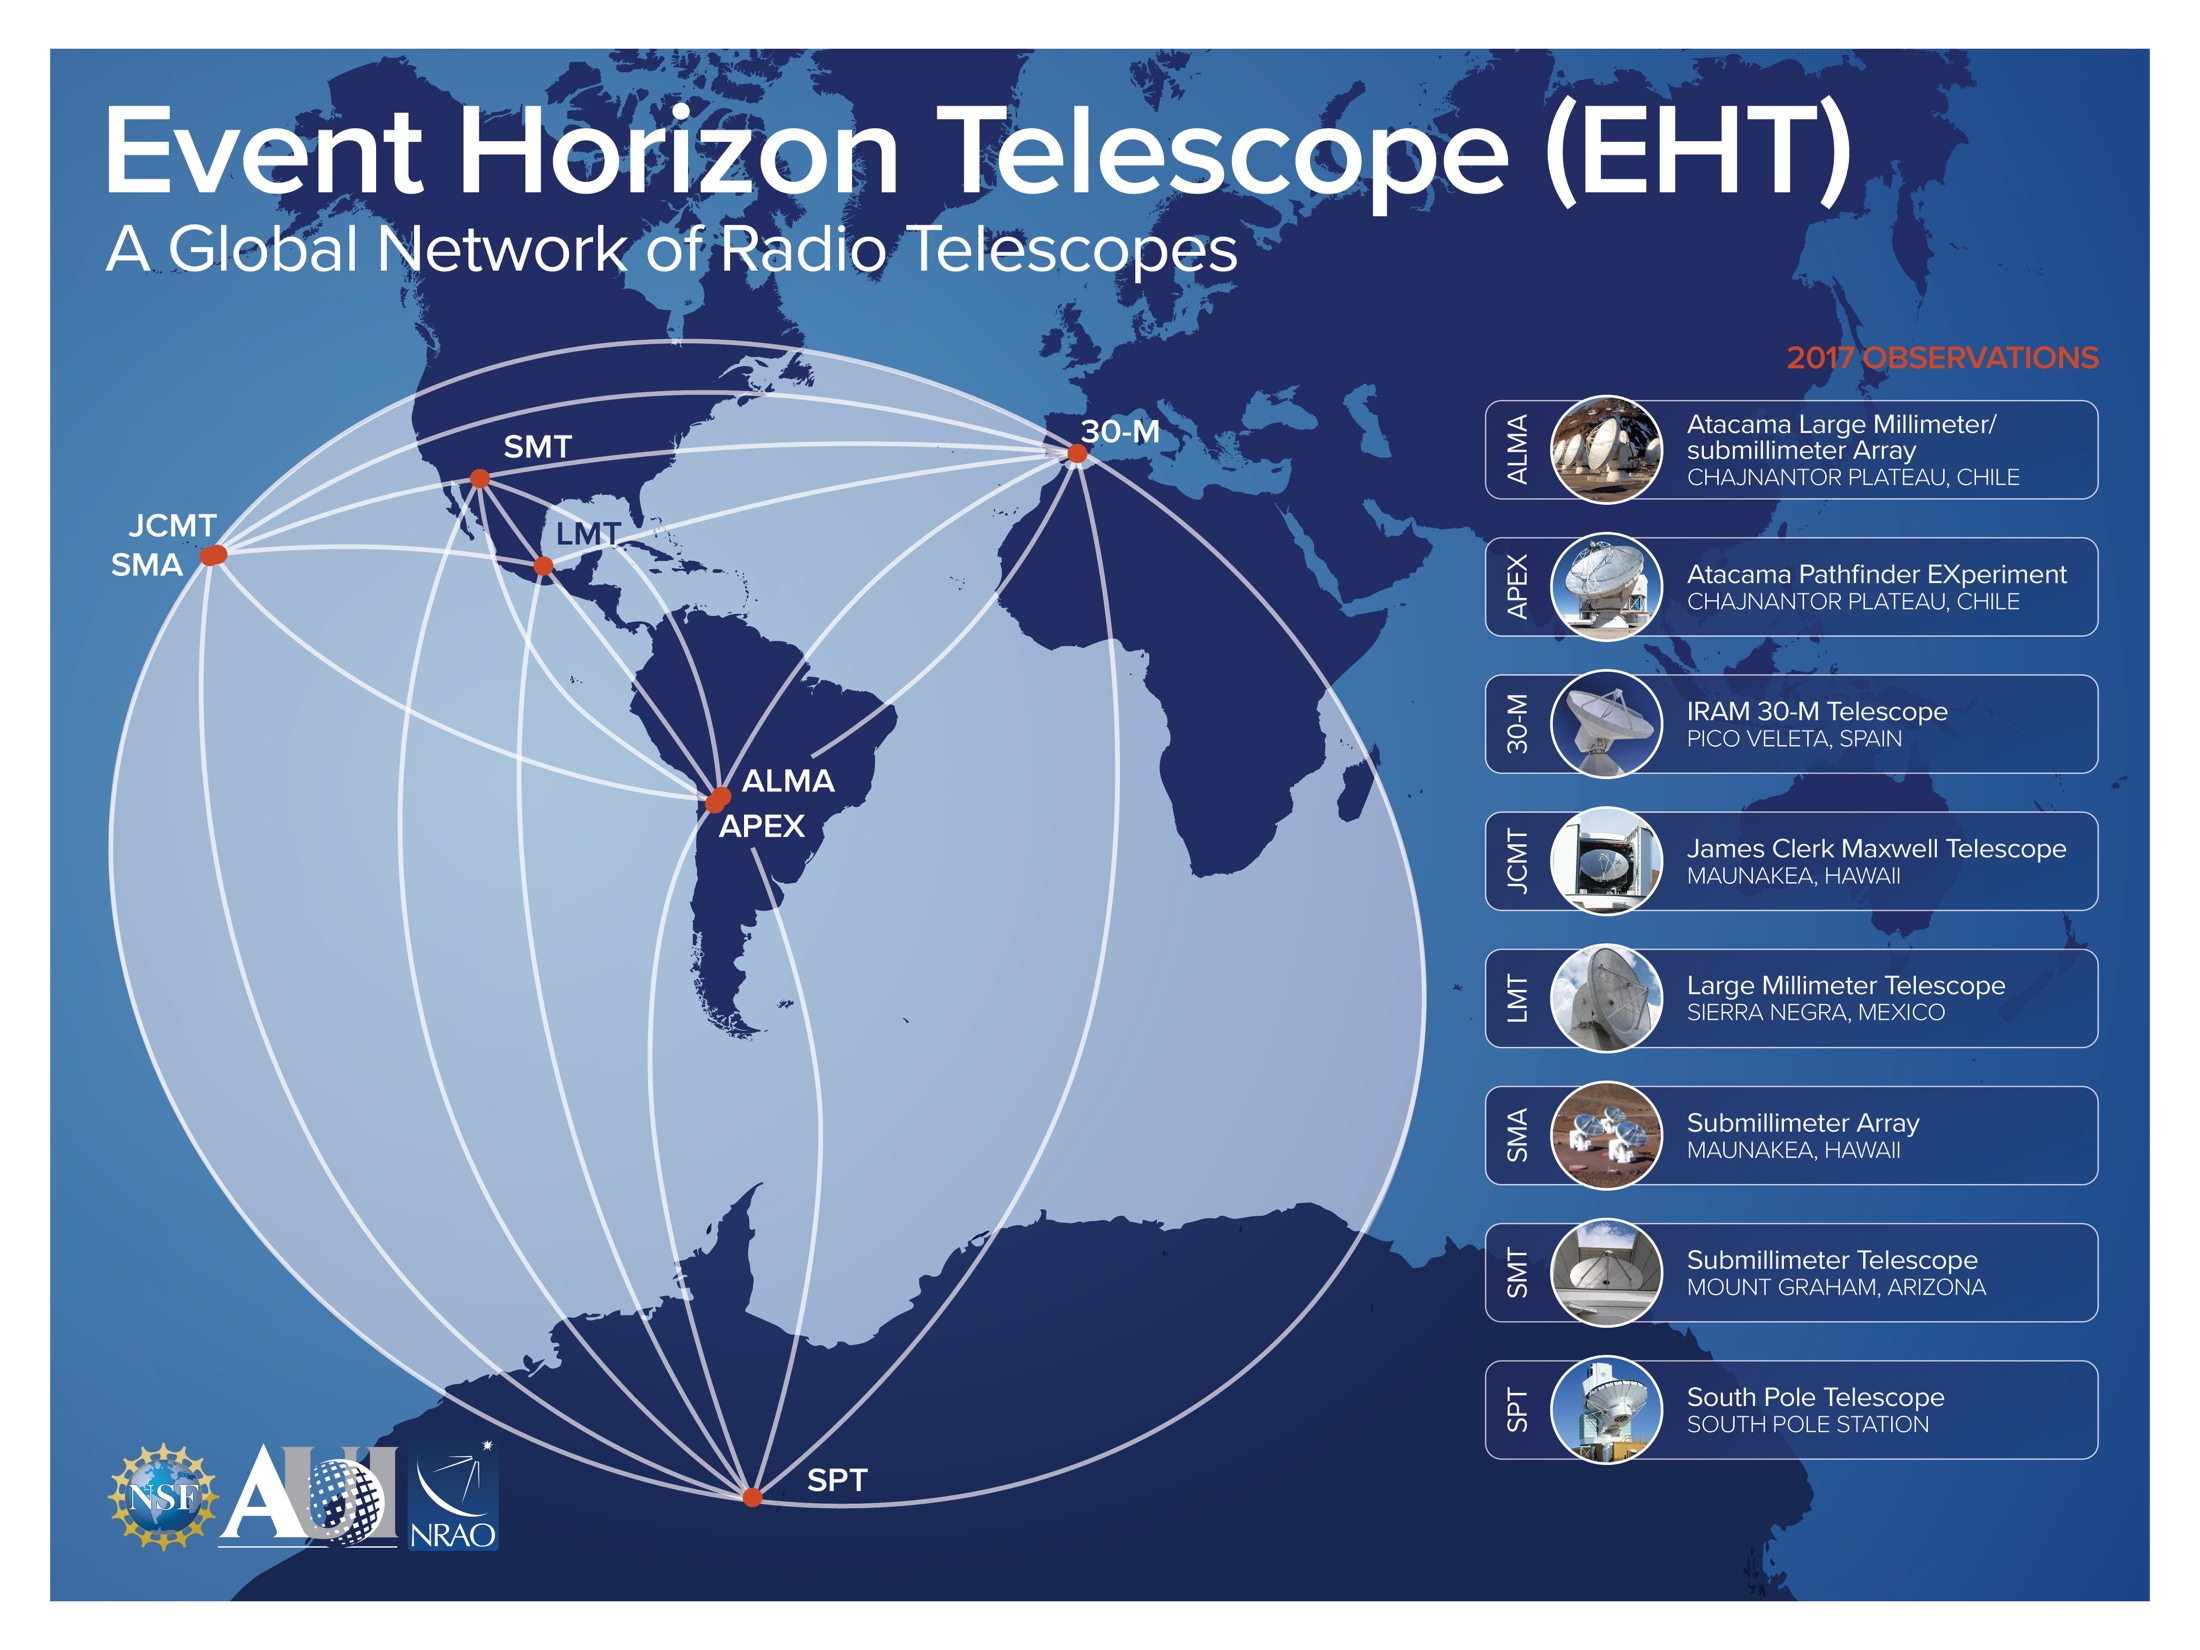 Event Horizon Telescope (EHT)
A Global Network of Radio Telescopes
2017 OBSERVATIONS
SMT
30-M
JCMT
SMA
LMT
ALMA
APEX
SPT
ALMA
Atacama Large Millimeter/
submillimeter Array
CHAJNANTOR PLATEAU, CHILE
APEX
Atacama Pathfinder EXperiment
CHAJNANTOR PLATEAU, CHILE
30-M
IRAM 30-M Telescope
PICO VELETA, SPAIN
JCMT
James Clerk Maxwell Telescope
MAUNAKEA, HAWAII
LMT
Large Millimeter Telescope
SIERRA NEGRA, MEXICO
SMA
Submillimeter Array
MAUNAKEA, HAWAII
SMT
Submillimeter Telescope
MOUNT GRAHAM, ARIZONA
SPT
South Pole Telescope
SOUTH POLE STATION
NSF
AUI
NRAO